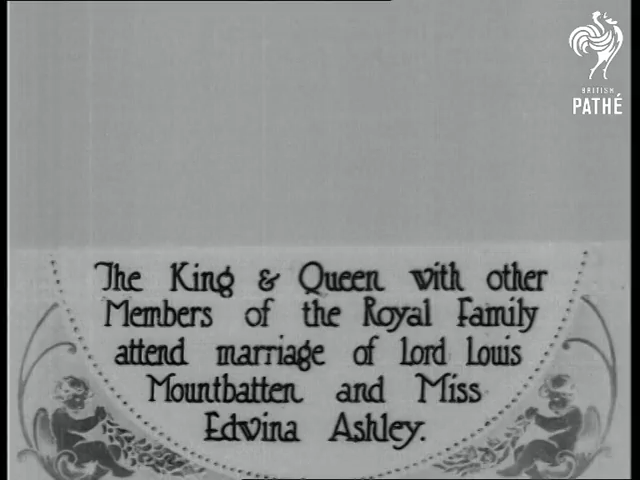 BRITISH
PATHÉ
The King & Queen with other
Members of the Royal Family
attend marriage of Lord Louis
Mountbatten and Miss
Edwina Ashley.